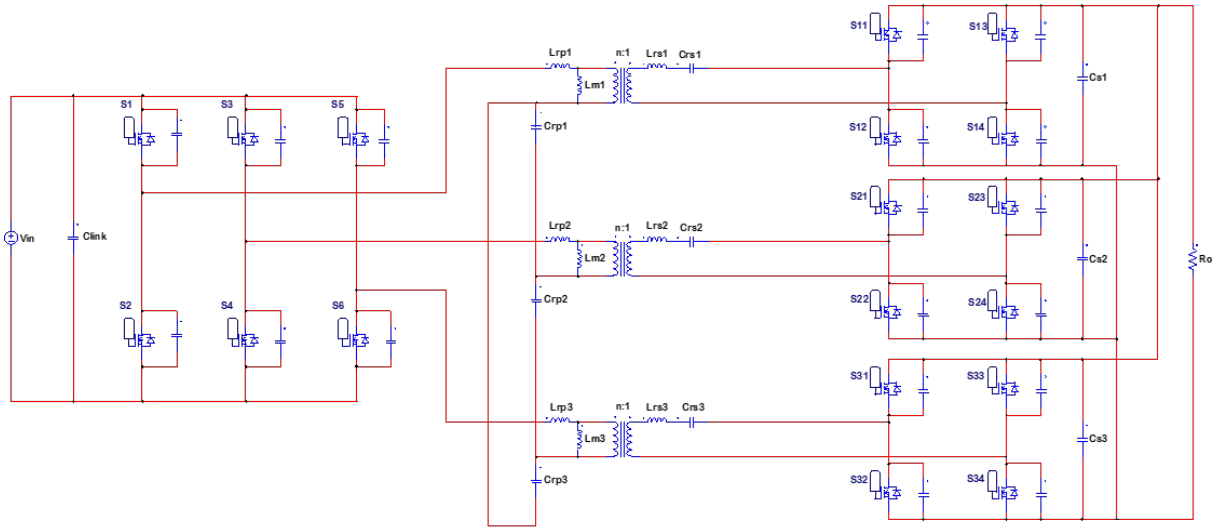 S11
S13
Lrp1
n:1
Lrs1
Crs1
Lm1
Cs1
S1
S3
S5
Crp1
S12
S14
S21
S23
Vin
Clink
Lrp2
n:1
Lrs2
Crs2
Lm2
Cs2
Ro
S2
S4
S6
Crp2
S22
S24
S31
S33
Lrp3
n:1
Lrs3
Crs3
Lm3
Cs3
Crp3
S32
S34